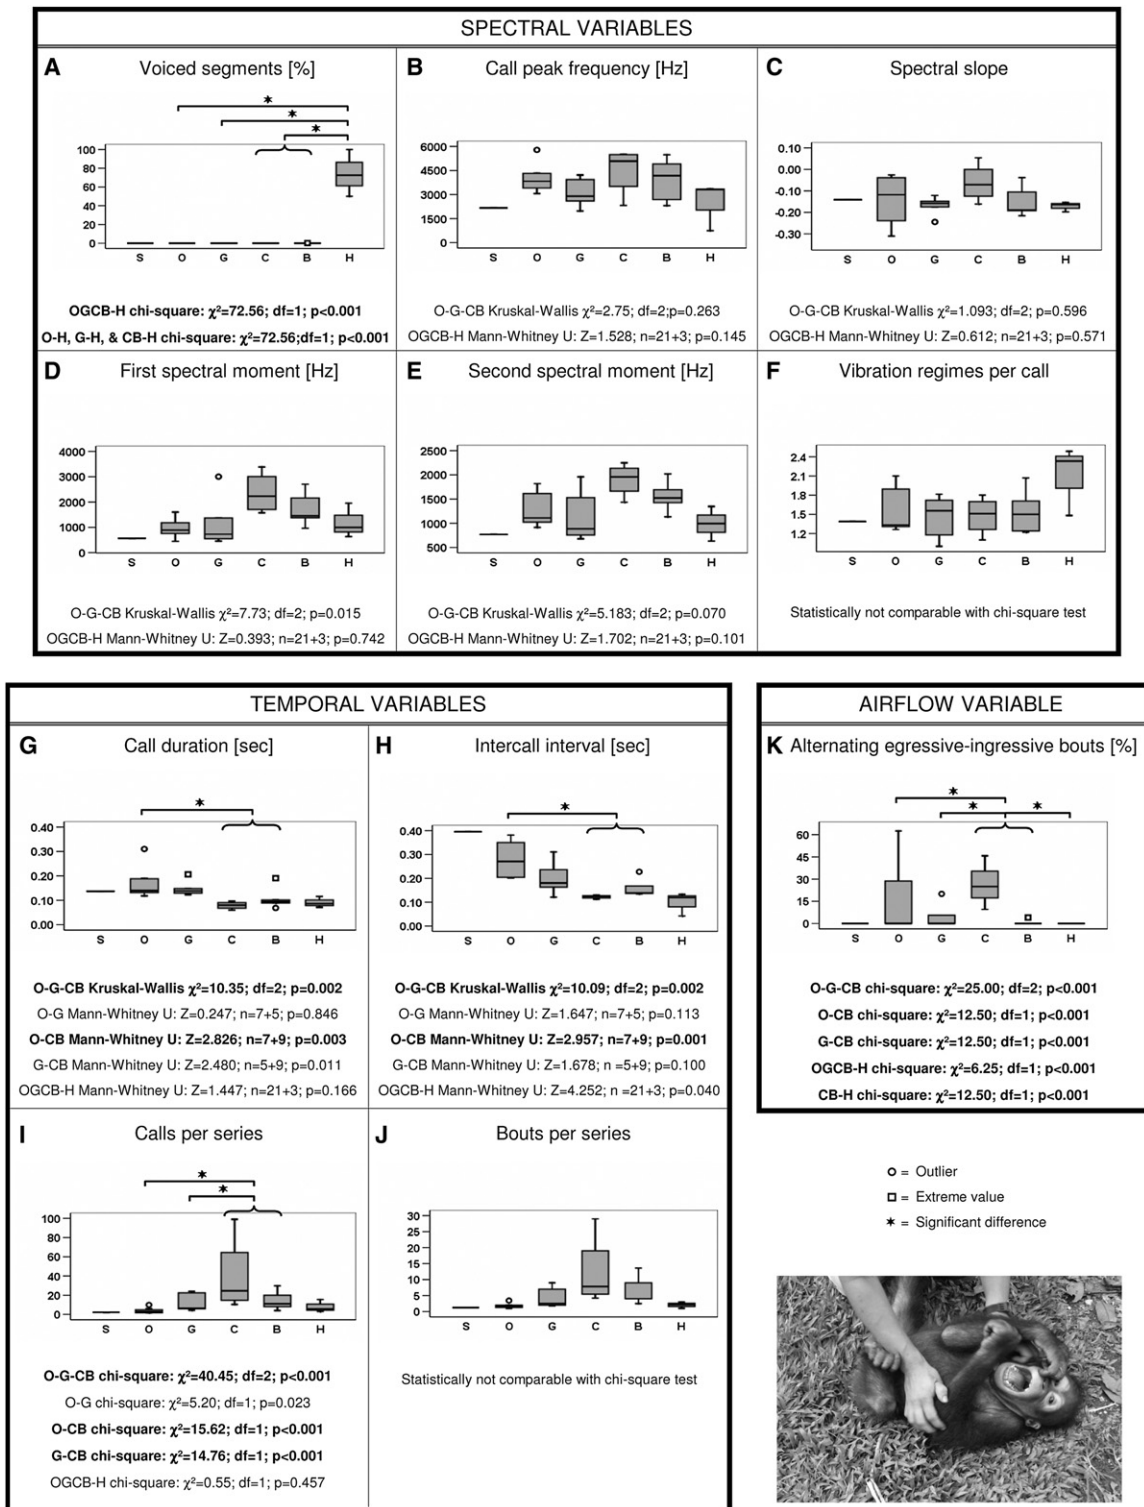 SPECTRAL VARIABLES
A Voiced segments [%]
* 
*
*
100
80
60
40
20
0
S O G C B H
OGCB-H chi-square: χ²=72.56; df=1; p<0.001
O-H, G-H, & CB-H chi-square: χ²=72.56;df=1; p<0.001
B Call peak frequency [Hz]
6000
4500
3000
1500
0
S O G C B H
O-G-CB Kruskal-Wallis χ²=2.75; df=2;p=0.263
OGCB-H Mann-Whitney U: Z=1.528; n=21+3; p=0.145
C Spectral slope
0.10
0.00
-0.10
-0.20
-0.30
S O G C B H
O-G-CB Kruskal-Wallis χ²=1.093; df=2; p=0.596
OGCB-H Mann-Whitney U: Z=0.612; n=21+3; p=0.571
D First spectral moment [Hz]
4000
3000
2000
1000
0
S O G C B H
O-G-CB Kruskal-Wallis χ²=7.73; df=2; p=0.015
OGCB-H Mann-Whitney U: Z=0.393; n=21+3; p=0.742
E Second spectral moment [Hz]
2500
2000
1500
1000
500
S O G C B H
O-G-CB Kruskal-Wallis χ²=5.183; df=2; p=0.070
OGCB-H Mann-Whitney U: Z=1.702; n=21+3; p=0.101
F Vibration regimes per call
2.4
2.1
1.8
1.5
1.2
S O G C B H
Statistically not comparable with chi-square test
TEMPORAL VARIABLES
G Call duration [sec]
*
0.40
0.30
0.20
0.10
0.00
S O G C B H
O-G-CB Kruskal-Wallis χ²=10.35; df=2; p=0.002
O-G Mann-Whitney U: Z=0.247; n=7+5; p=0.846
O-CB Mann-Whitney U: Z=2.826; n=7+9; p=0.003
G-CB Mann-Whitney U: Z=2.480; n=5+9; p=0.011
OGCB-H Mann-Whitney U: Z=1.447; n=21+3; p=0.166
H Intercall interval [sec]
*
0.40
0.30
0.20
0.10
0.00
S O G C B H
O-G-CB Kruskal-Wallis χ²=10.09; df=2; p=0.002
O-G Mann-Whitney U: Z=1.647; n=7+5; p=0.113
O-CB Mann-Whitney U: Z=2.957; n=7+9; p=0.001
G-CB Mann-Whitney U: Z=1.678; n =5+9; p=0.100
OGCB-H Mann-Whitney U: Z=4.252; n =21+3; p=0.040
I Calls per series
*
*
100
80
60
40
20
0
S O G C B H
O-G-CB chi-square: χ²=40.45; df=2; p<0.001
O-G chi-square: χ²=5.20; df=1; p=0.023
O-CB chi-square: χ²=15.62; df=1; p<0.001
G-CB chi-square: χ²=14.76; df=1; p<0.001
OGCB-H chi-square: χ²=0.55; df=1; p=0.457
J Bouts per series
30
25
20
15
10
5
0
S O G C B H
Statistically not comparable with chi-square test
AIRFLOW VARIABLE
K Alternating egressive-ingressive bouts [%]
*
* *
60
45
30
15
0
S O G C B H
O-G-CB chi-square: χ²=25.00; df=2; p<0.001
O-CB chi-square: χ²=12.50; df=1; p<0.001
G-CB chi-square: χ²=12.50; df=1; p<0.001
OGCB-H chi-square: χ²=6.25; df=1; p<0.001
CB-H chi-square: χ²=12.50; df=1; p<0.001
= Outlier
= Extreme value
* = Significant difference